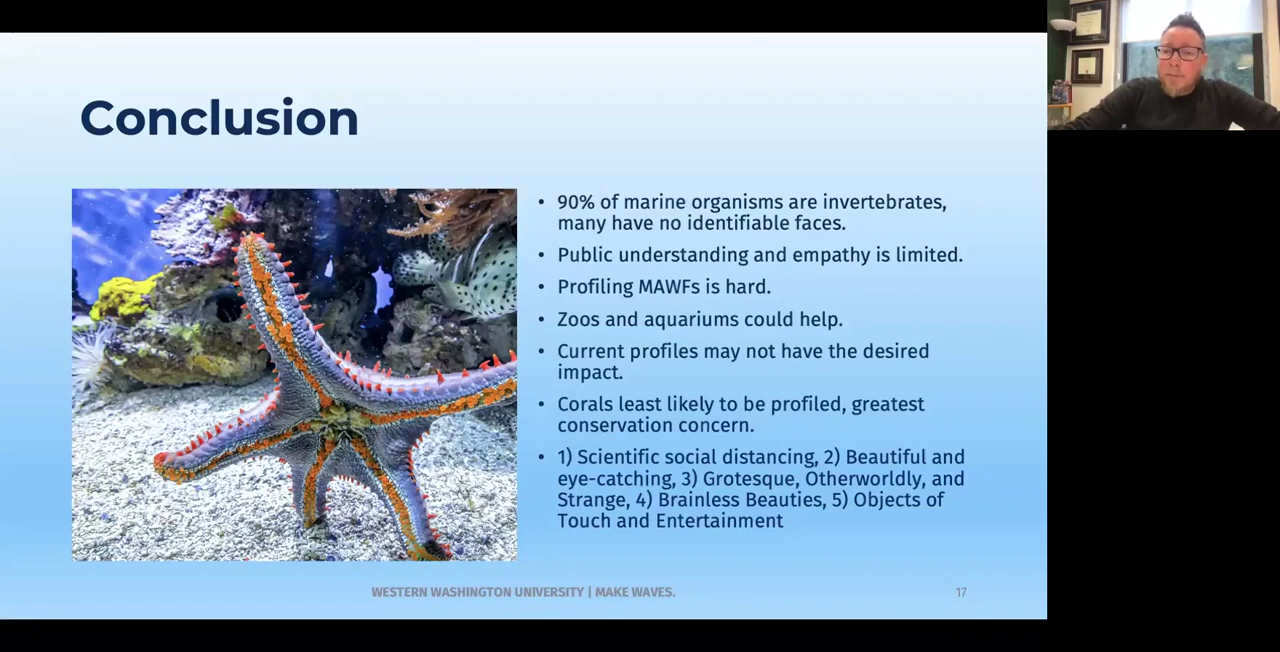 Conclusion
• 90% of marine organisms are invertebrates,
many have no identifiable faces.
• Public understanding and empathy is limited.
• Profiling MAWFs is hard.
• Zoos and aquariums could help.
• Current profiles may not have the desired
impact.
• Corals least likely to be profiled, greatest
conservation concern.
• 1) Scientific social distancing, 2) Beautiful and
eye-catching, 3) Grotesque, Otherworldly, and
Strange, 4) Brainless Beauties, 5) Objects of
Touch and Entertainment
WESTERN WASHINGTON UNIVERSITY | MAKE WAVES.
17